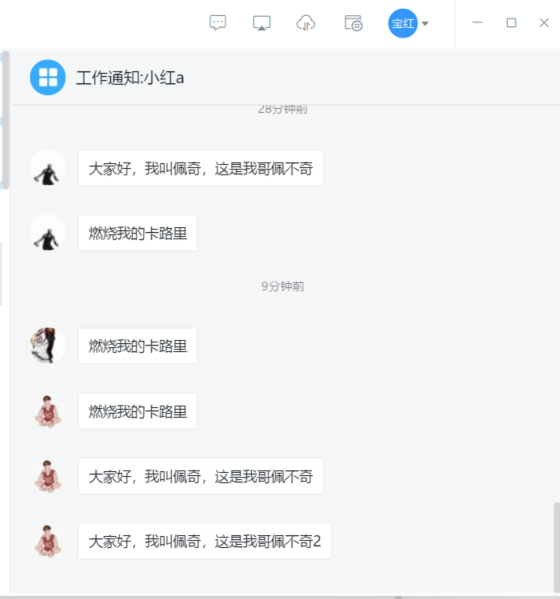 宝红
工作通知:小红a
28分钟前
大家好，我叫佩奇，这是我哥佩不奇
燃烧我的卡路里
9分钟前
燃烧我的卡路里
燃烧我的卡路里
大家好，我叫佩奇，这是我哥佩不奇
大家好，我叫佩奇，这是我哥佩不奇2